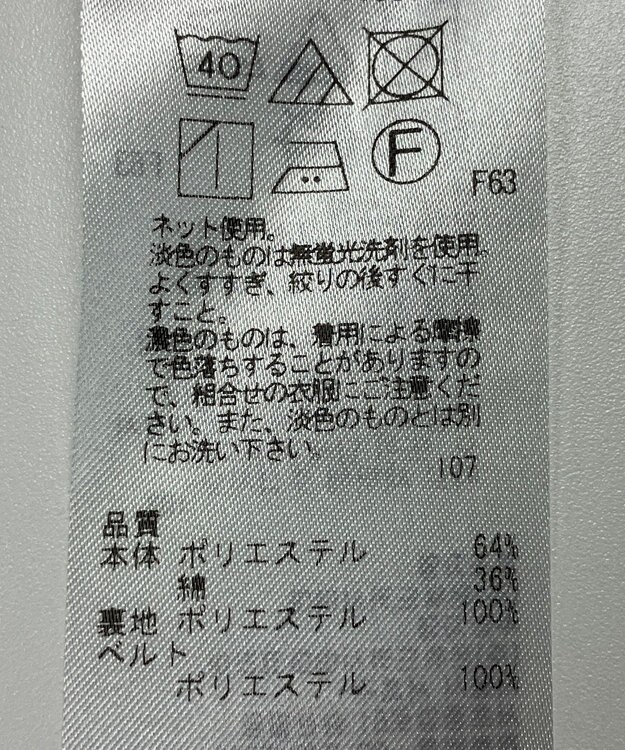 40
F
F63
ネット使用。
淡色のものは無蛍光洗剤を使用
よくすすぎ、絞りの後すぐに干
すこと。
濃色のものは、着用による摩擦
で色落ちすることがありますの
で、組合せの衣服にご注意くだ
さい。また、淡色のものとは別
にお洗い下さい。
107
品質
本体 ポリエステル 64%
綿 36%
裏地 ポリエステル 100%
ベルト
ポリエステル 100%